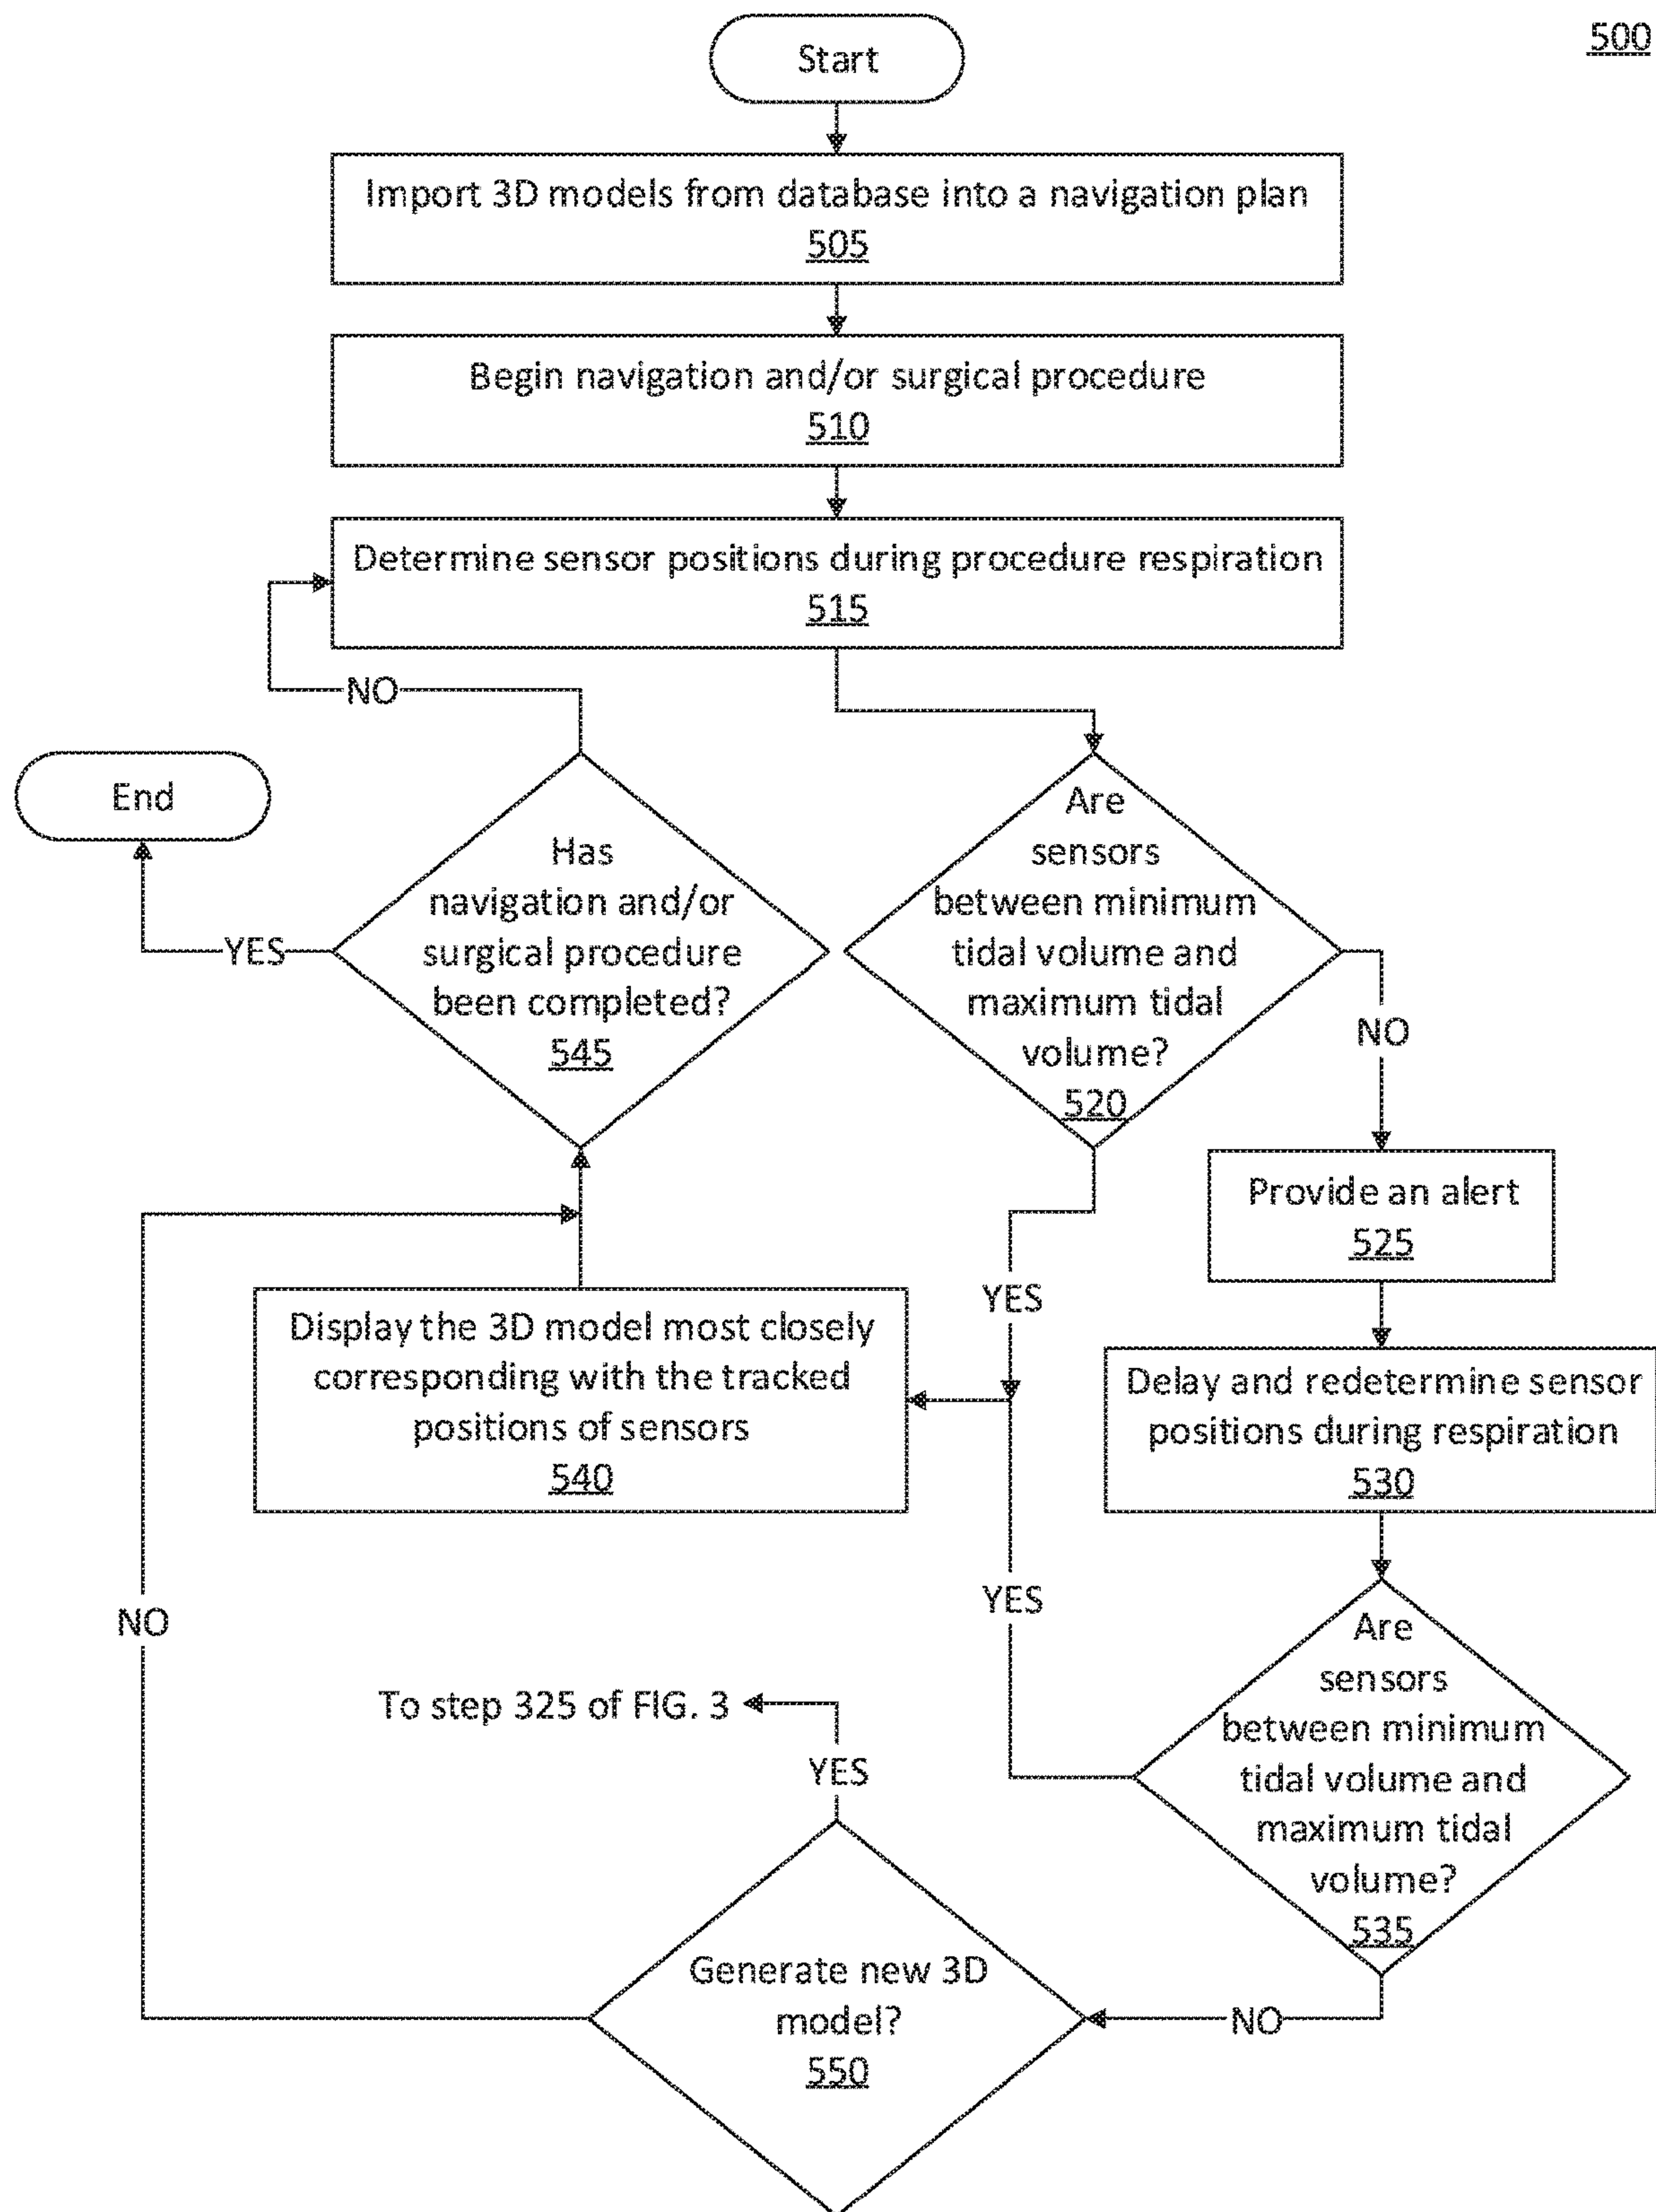 500
Start
Import 3D models from database into a navigation plan
505
Begin navigation and/or surgical procedure
510
Determine sensor positions during procedure respiration
515
NO
End
Has
navigation and/or
surgical procedure
been completed?
545
YES
Are
sensors
between minimum
tidal volume and
maximum tidal
volume?
520
NO
YES
Provide an alert
525
Display the 3D model most closely
corresponding with the tracked
positions of sensors
540
Delay and redetermine sensor
positions during respiration
530
YES
Are
sensors
between minimum
tidal volume and
maximum tidal
volume?
535
NO
To step 325 of FIG. 3
YES
Generate new 3D
model?
550
NO